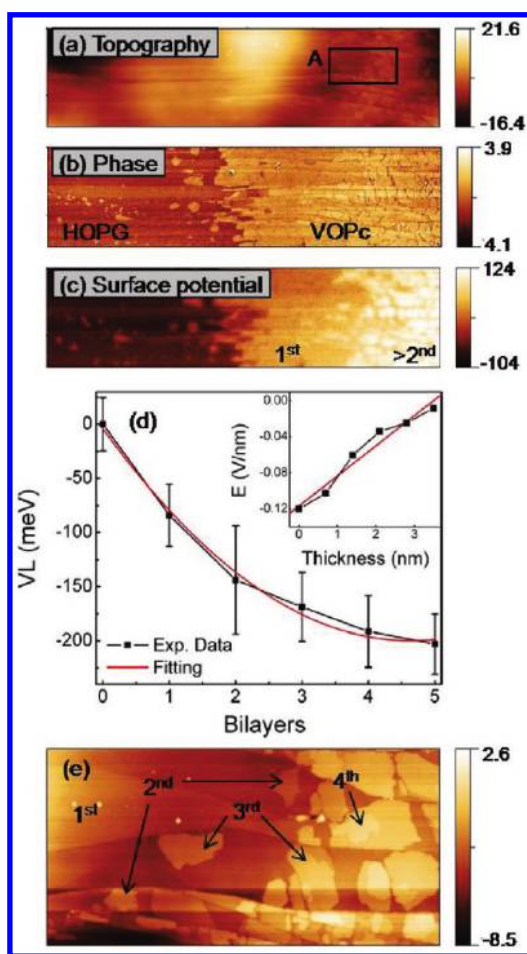 (a) Topography
A
21.6
-16.4
(b) Phase
HOPG
VOPc
3.9
4.1
(c) Surface potential
1st
>2nd
124
-104
(d)
VL (meV)
0
-50
-100
-150
-200
Exp. Data
Fitting
0 1 2 3 4 5
Bilayers
E (V/nm)
0.00
-0.04
-0.08
-0.12
0 1 2 3
Thickness (nm)
(e)
1st
2nd
3rd
4th
2.6
-8.5